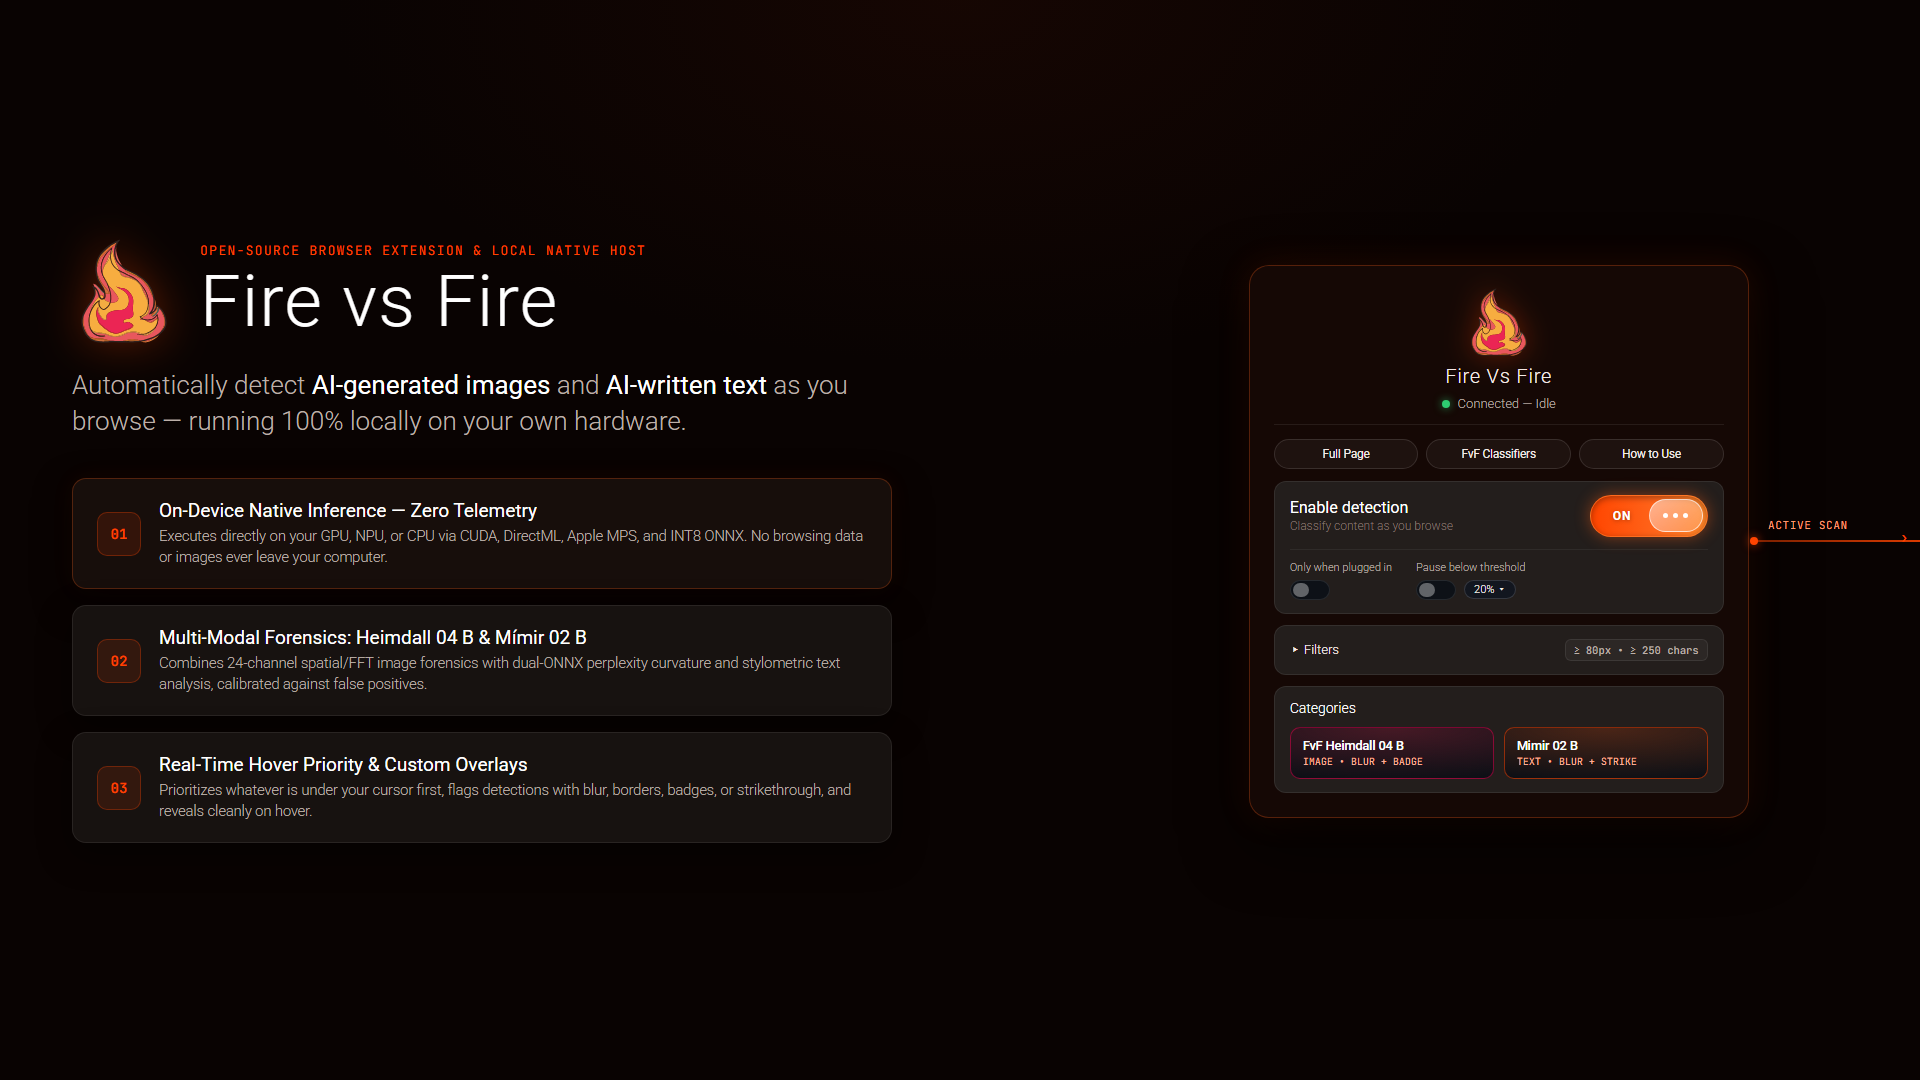 OPEN-SOURCE BROWSER EXTENSION & LOCAL NATIVE HOST
Fire vs Fire
Automatically detect AI-generated images and AI-written text as you
browse — running 100% locally on your own hardware.
01
On-Device Native Inference — Zero Telemetry
Executes directly on your GPU, NPU, or CPU via CUDA, DirectML, Apple MPS, and INT8 ONNX. No browsing data
or images ever leave your computer.
02
Multi-Modal Forensics: Heimdall 04 B & Mímir 02 B
Combines 24-channel spatial/FFT image forensics with dual-ONNX perplexity curvature and stylometric text
analysis, calibrated against false positives.
03
Real-Time Hover Priority & Custom Overlays
Prioritizes whatever is under your cursor first, flags detections with blur, borders, badges, or strikethrough, and
reveals cleanly on hover.
Fire Vs Fire
Connected — Idle
Full Page
FvF Classifiers
How to Use
Enable detection
Classify content as you browse
ON
Only when plugged in
Pause below threshold
20%
Filters
≥ 80px • ≥ 250 chars
Categories
FvF Heimdall 04 B
IMAGE • BLUR + BADGE
Mimir 02 B
TEXT • BLUR + STRIKE
ACTIVE SCAN